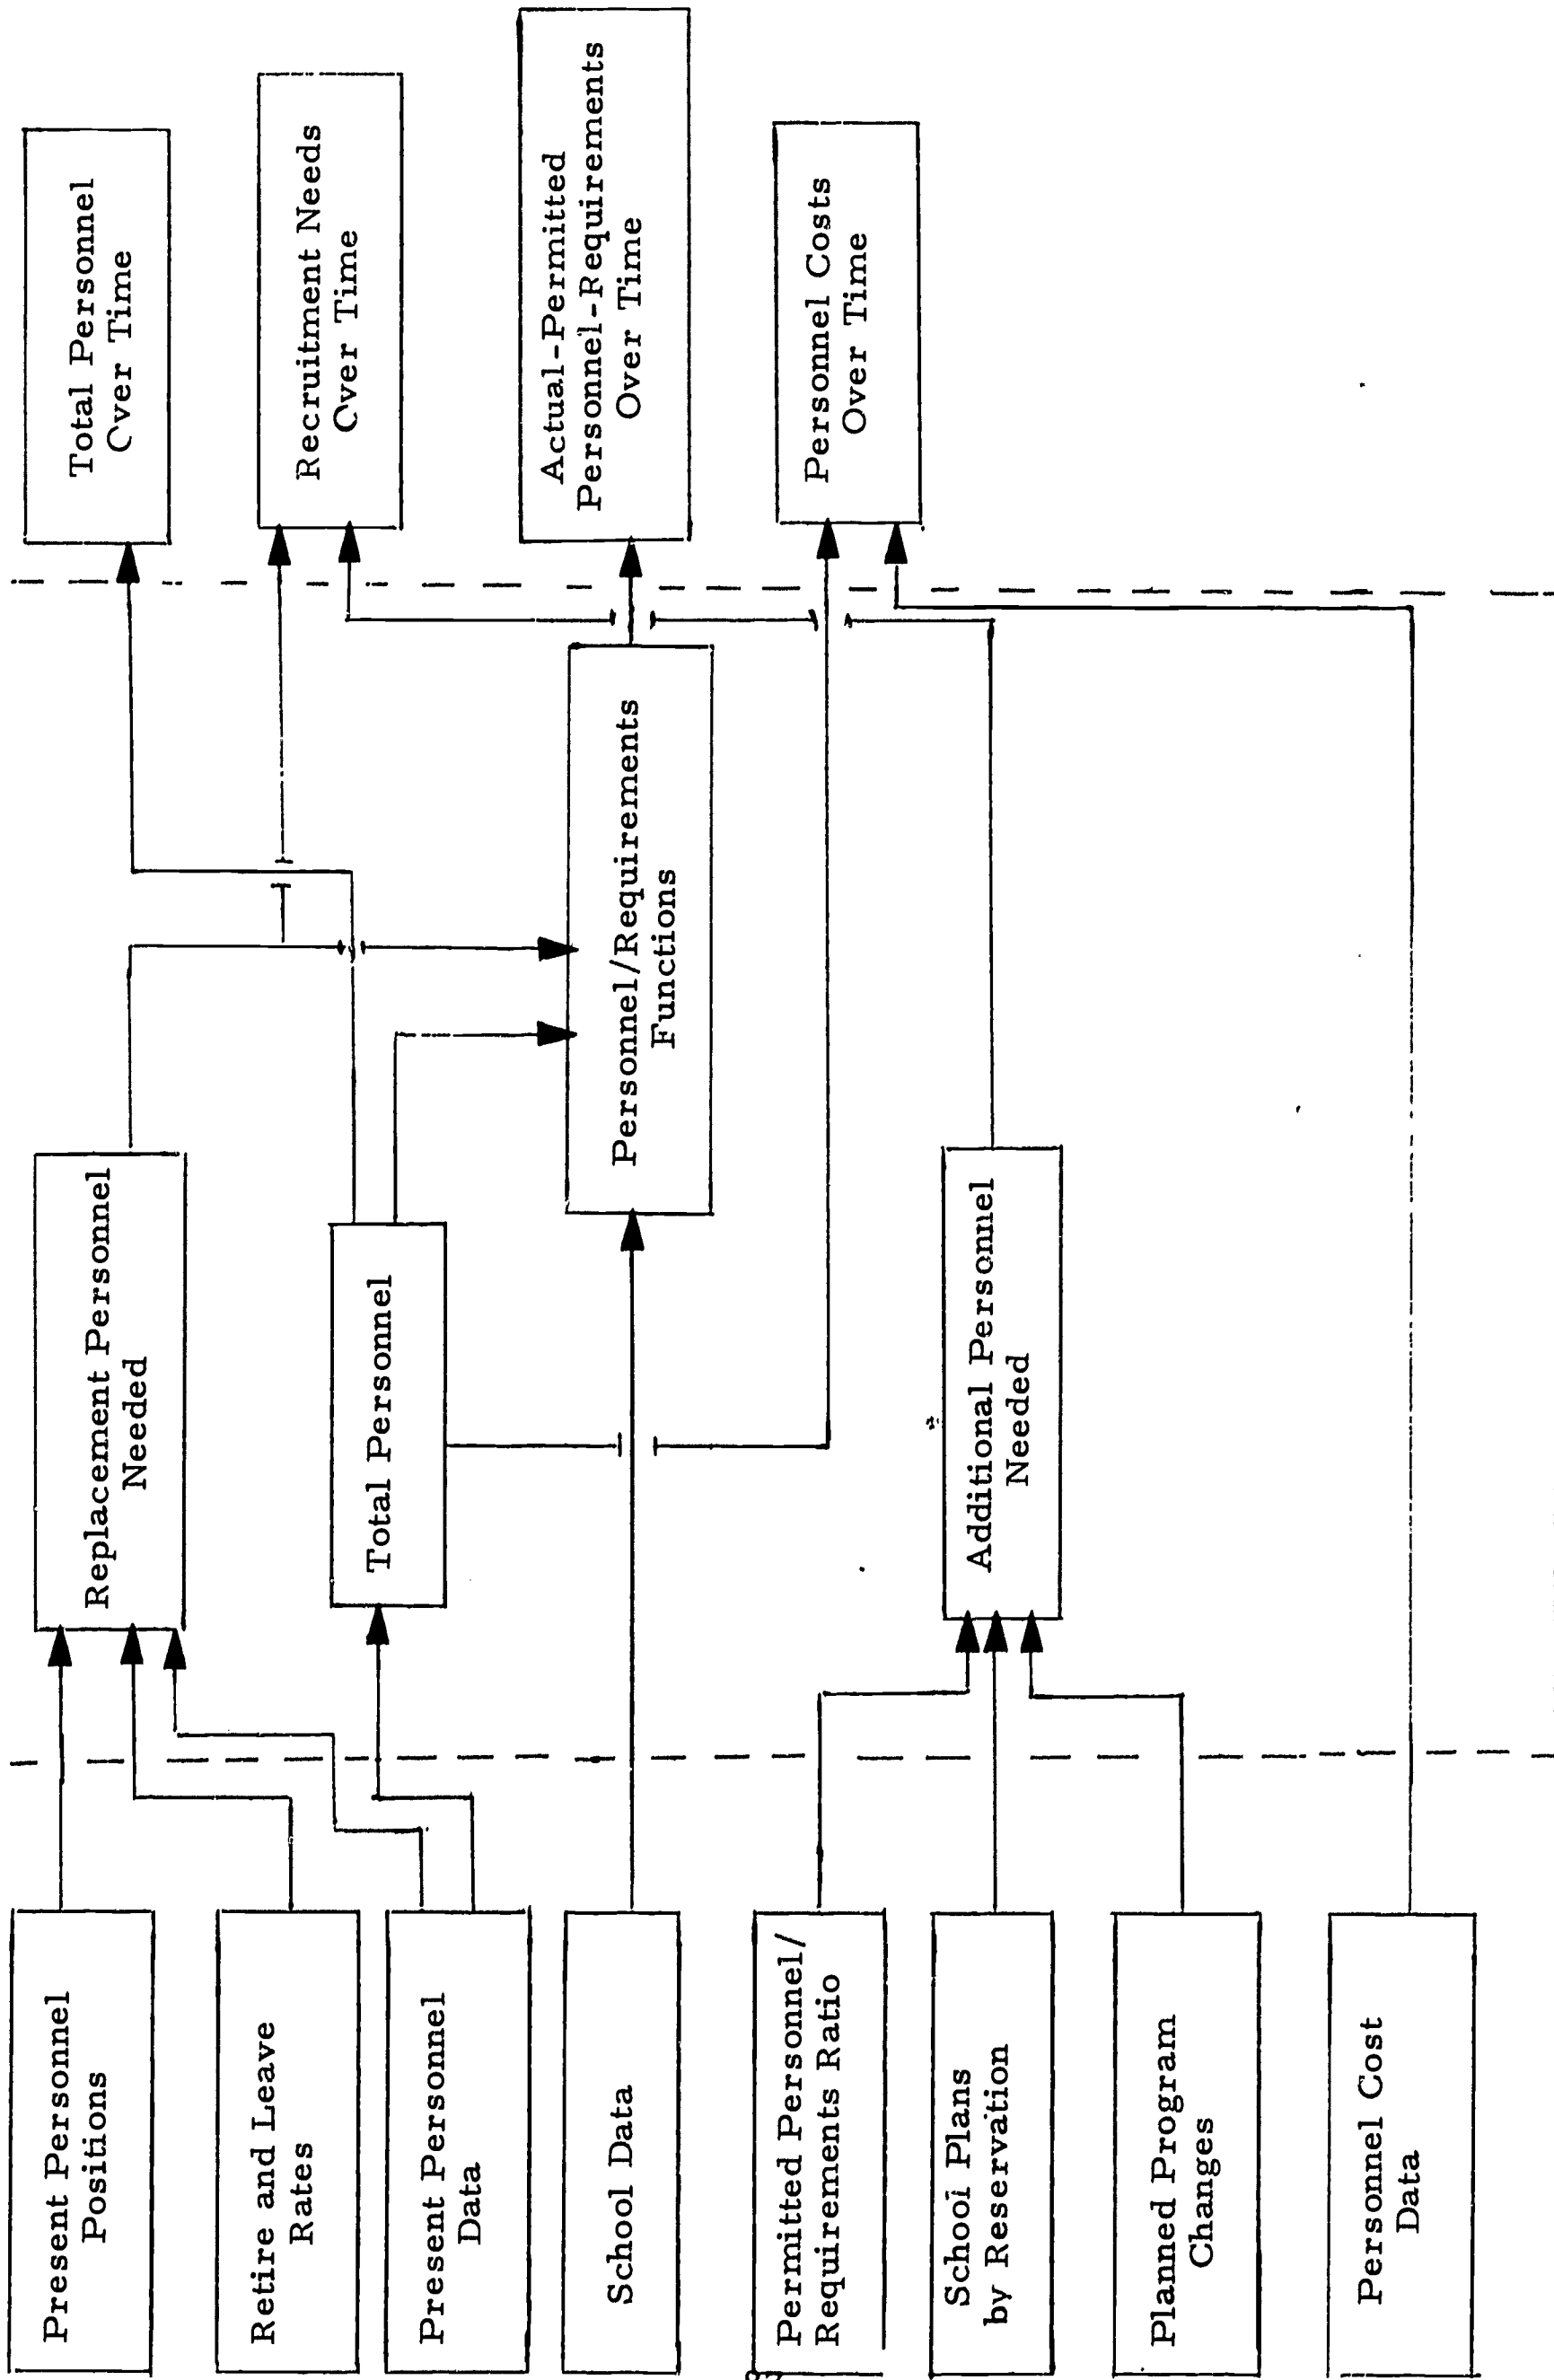 Present Personnel
Positions
Retire and Leave
Rates
Present Personnel
Data
School Data
Permitted Personnel/
Requirements Ratio
School Plans
by Reservation
Planned Program
Changes
Personnel Cost
Data
Replacement Personnel
Needed
Total Personnel
Additional Personnel
Needed
Personnel/Requirements
Functions
Total Personnel
Over Time
Recruitment Needs
Over Time
Actual-Permitted
Personnel-Requirements
Over Time
Personnel Costs
Over Time